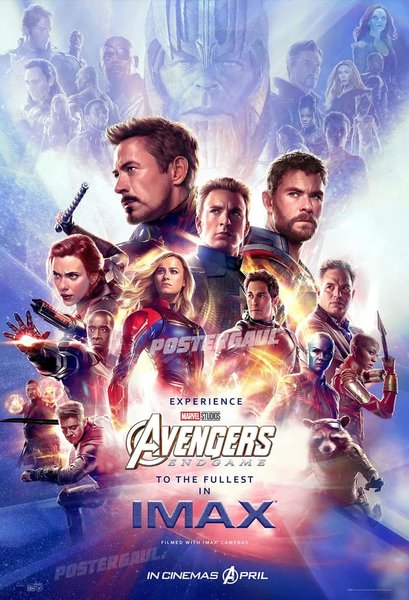 POSTERGAUL
POSTERGAUL
EXPERIENCE
MARVEL STUDIOS
AVENGERS
ENDGAME
TO THE FULLEST
IN
IMAX
FILMED WITH IMAX CAMERAS
POSTERGAUL
IN CINEMAS APRIL